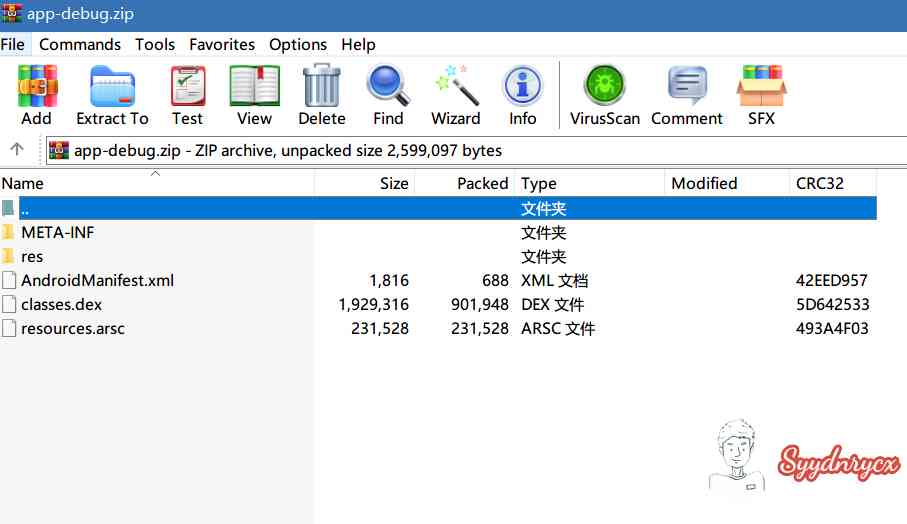 app-debug.zip
File Commands Tools Favorites Options Help
Add Extract To Test View Delete Find Wizard Info VirusScan Comment SFX
app-debug.zip - ZIP archive, unpacked size 2,599,097 bytes
Name Size Packed Type Modified CRC32
.. 文件夹
META-INF 文件夹
res 文件夹
AndroidManifest.xml 1,816 688 XML 文档 42EED957
classes.dex 1,929,316 901,948 DEX 文件 5D642533
resources.arsc 231,528 231,528 ARSC 文件 493A4F03
Syydnrycx